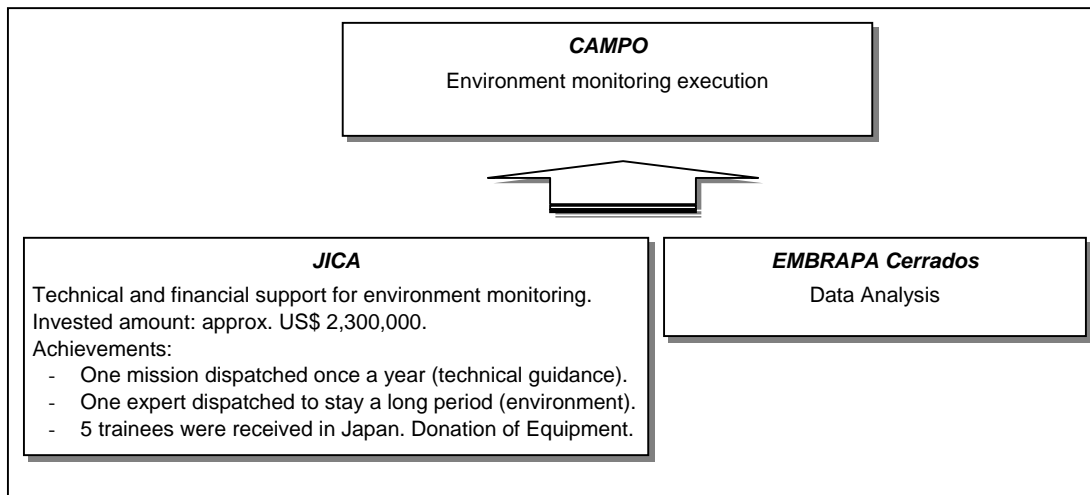 CAMPO
Environment monitoring execution
JICA
Technical and financial support for environment monitoring.
Invested amount: approx. US$ 2,300,000.
Achievements:
- One mission dispatched once a year (technical guidance).
- One expert dispatched to stay a long period (environment).
- 5 trainees were received in Japan. Donation of Equipment.
EMBRAPA Cerrados
Data Analysis